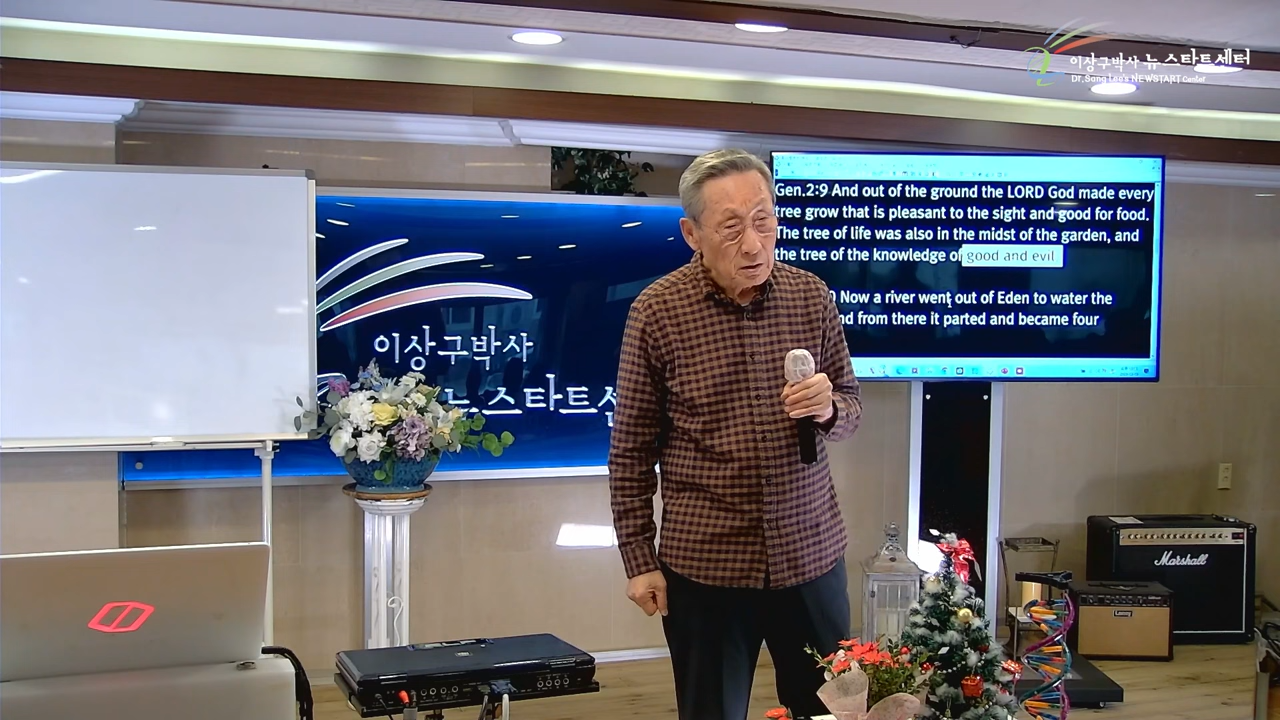 이상구박사 뉴스타트센터
Dr. Sang Lee's NEWSTART Center
Gen.2:9 And out of the ground the LORD God made every
tree grow that is pleasant to the sight and good for food.
The tree of life was also in the midst of the garden, and
the tree of the knowledge of good and evil.
Now a river went out of Eden to water the
from there it parted and became four
이상구박사
뉴스타트센
Marshall
Laney